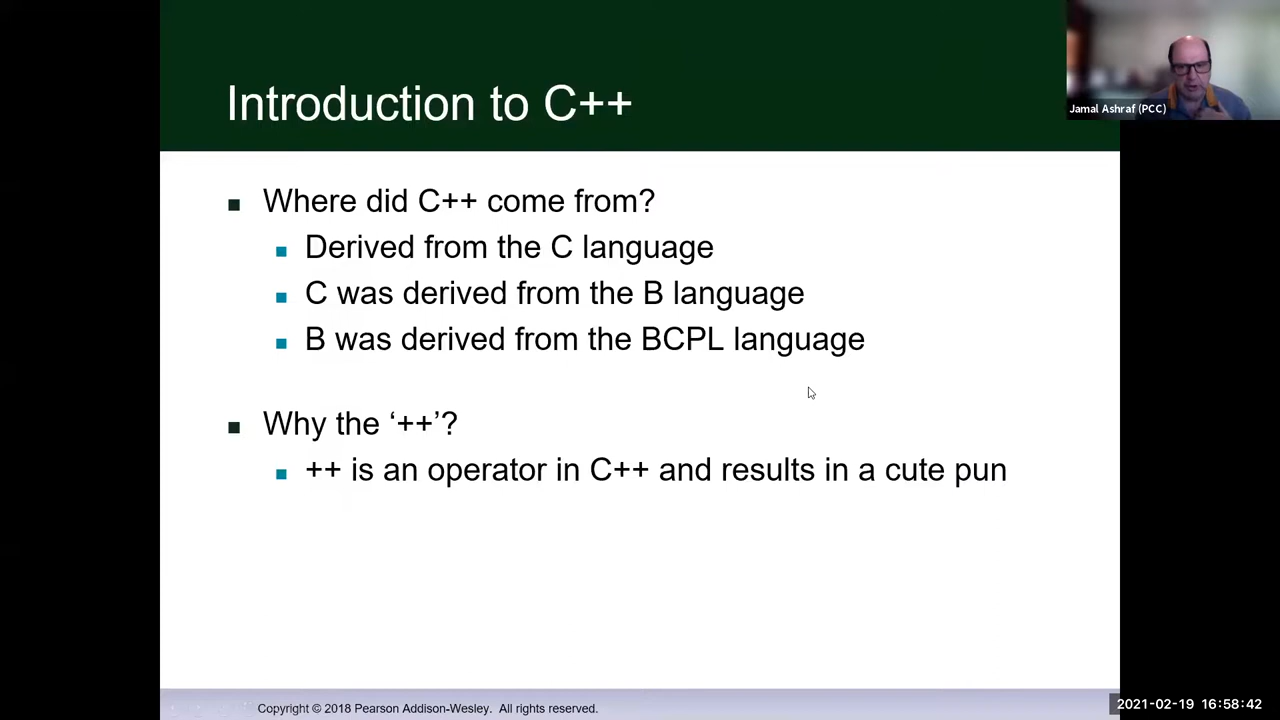 Introduction to C++
Jamal Ashraf (PCC)
Where did C++ come from?
Derived from the C language
C was derived from the B language
B was derived from the BCPL language
Why the ‘++’?
++ is an operator in C++ and results in a cute pun
Copyright © 2018 Pearson Addison-Wesley. All rights reserved.
2021-02-19 16:58:42